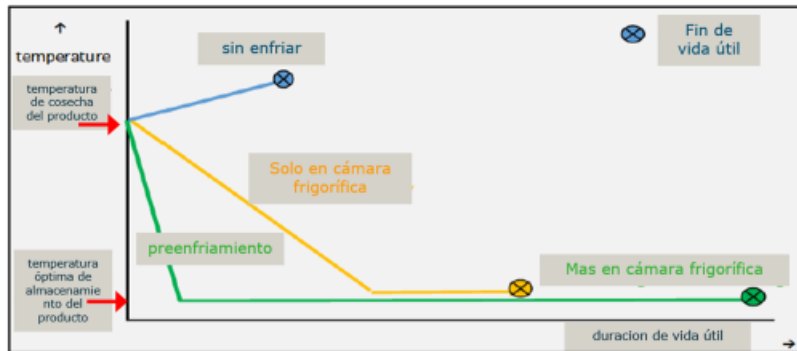 ↑
temperature
temperatura
de cosecha
del producto
sin enfriar
Fin de
vida útil
Solo en cámara
frigorífica
preenfriamiento
temperatura
óptima de
almacenamie
nto del
producto
Mas en cámara frigorífica
duracion de vida útil
→